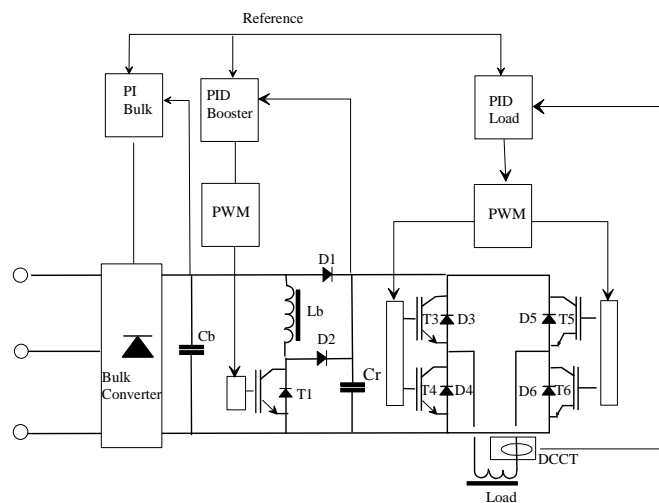 Reference
PI
Bulk
PID
Booster
PID
Load
PWM
PWM
D1
Lb
D2
Cb
Cr
T1
Bulk
Converter
T3
D3
D5
T5
T4
D4
D6
T6
DCCT
Load